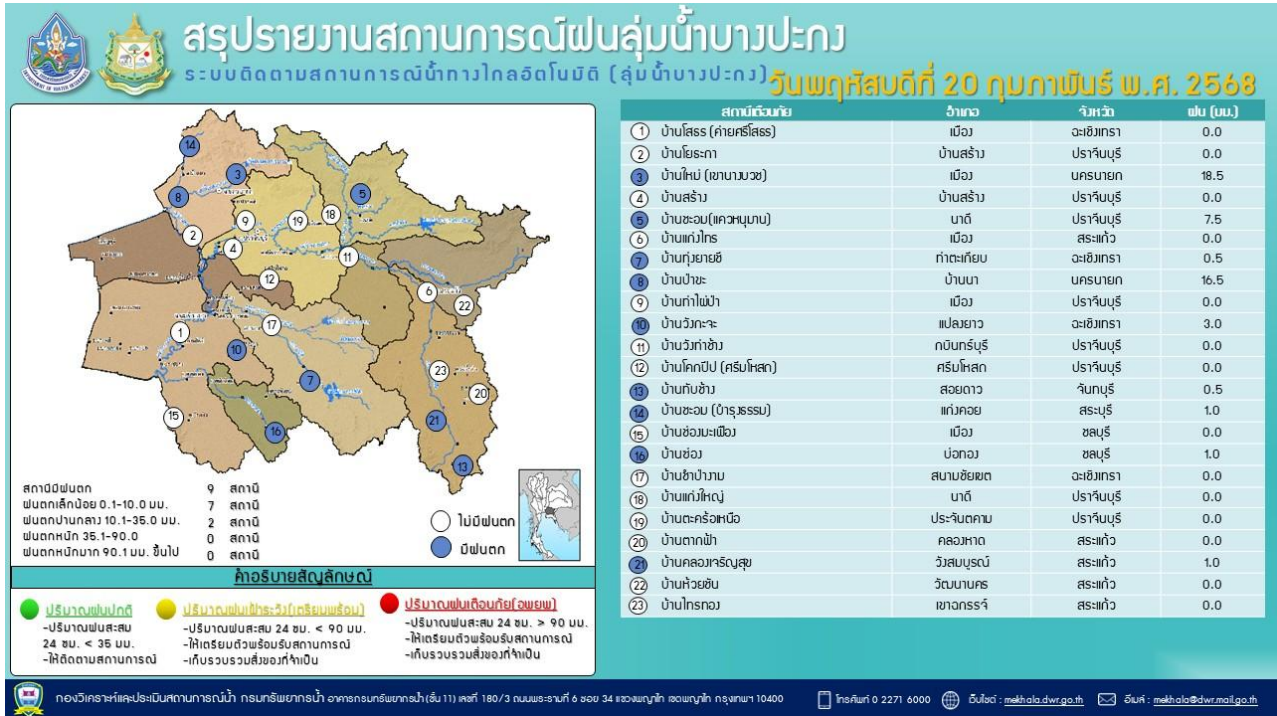 สรุปรายงานสถานการณ์ฝนลุ่มน้ำบางปะกง
ระบบติดตามสถานการณ์น้ำทางไกลอัตโนมัติ (ลุ่มน้ำบางปะกง)
วันพฤหัสบดีที่ 20 กุมภาพันธ์ พ.ศ. 2568
สถานีเตือนภัย อำเภอ จังหวัด ฝน (มม.)
1 บ้านโสธร (ค่ายศรีโสธร) เมือง ฉะเชิงเทรา 0.0
2 บ้านโยธะกา บ้านสร้าง ปราจีนบุรี 0.0
3 บ้านใหม่ (เขานางบวช) เมือง นครนายก 18.5
4 บ้านสร้าง บ้านสร้าง ปราจีนบุรี 0.0
5 บ้านซะอม(แควหนุมาน) นาดี ปราจีนบุรี 7.5
6 บ้านแก่งไทร เมือง สระแก้ว 0.0
7 บ้านทุ่งยายชี ท่าตะเกียบ ฉะเชิงเทรา 0.5
8 บ้านป่าขะ บ้านนา นครนายก 16.5
9 บ้านท่าไผ่ป่า เมือง ปราจีนบุรี 0.0
10 บ้านวังกะจะ แปลงยาว ฉะเชิงเทรา 3.0
11 บ้านวังท่าช้าง กบินทร์บุรี ปราจีนบุรี 0.0
12 บ้านโคกปีป (ศรีมโหสถ) ศรีมโหสถ ปราจีนบุรี 0.0
13 บ้านทับช้าง สอยดาว จันทบุรี 0.5
14 บ้านซะอม (บำรุงธรรม) แก่งคอย สระบุรี 1.0
15 บ้านช่องมะเฟือง เมือง ชลบุรี 0.0
16 บ้านช่อง บ่อทอง ชลบุรี 1.0
17 บ้านชำป่างาม สนามชัยเขต ฉะเชิงเทรา 0.0
18 บ้านแก่งใหญ่ นาดี ปราจีนบุรี 0.0
19 บ้านตะคร้อเหนือ ประจันตคาม ปราจีนบุรี 0.0
20 บ้านตากฟ้า คลองหาด สระแก้ว 0.0
21 บ้านคลองเจริญสุข วังสมบูรณ์ สระแก้ว 1.0
22 บ้านห้วยชัน วัฒนานคร สระแก้ว 0.0
23 บ้านไทรทอง เขาฉกรรจ์ สระแก้ว 0.0
14
3
8
5
9
19
18
2
4
11
12
6
22
17
1
10
7
23
20
15
16
21
13
สถานีมีฝนตก 9 สถานี
ฝนตกเล็กน้อย 0.1-10.0 มม. 7 สถานี
ฝนตกปานกลาง 10.1-35.0 มม. 2 สถานี
ฝนตกหนัก 35.1-90.0 0 สถานี
ฝนตกหนักมาก 90.1 มม. ขึ้นไป 0 สถานี
ไม่มีฝนตก
มีฝนตก
คำอธิบายสัญลักษณ์
ปริมาณฝนปกติ
-ปริมาณฝนสะสม
24 ชม. < 35 มม.
-ให้ติดตามสถานการณ์
ปริมาณฝนเฝ้าระวัง(เตรียมพร้อม)
-ปริมาณฝนสะสม 24 ชม. < 90 มม.
-ให้เตรียมตัวพร้อมรับสถานการณ์
-เก็บรวบรวมสิ่งของที่จำเป็น
ปริมาณฝนเตือนภัย(อพยพ)
-ปริมาณฝนสะสม 24 ชม. > 90 มม.
-ให้เตรียมตัวพร้อมรับสถานการณ์
-เก็บรวบรวมสิ่งของที่จำเป็น
กองวิเคราะห์และประเมินสถานการณ์น้ำ กรมทรัพยากรน้ำ อาคารกรมทรัพยากรน้ำ(ชั้น 11) เลขที่ 180/3 ถนนพระรามที่ 6 ซอย 34 แขวงพญาไท เขตพญาไท กรุงเทพฯ 10400 โทรศัพท์ 0 2271 6000 เว็บไซต์ : mekhala.dwr.go.th อีเมล์ : mekhala@dwr.mail.go.th